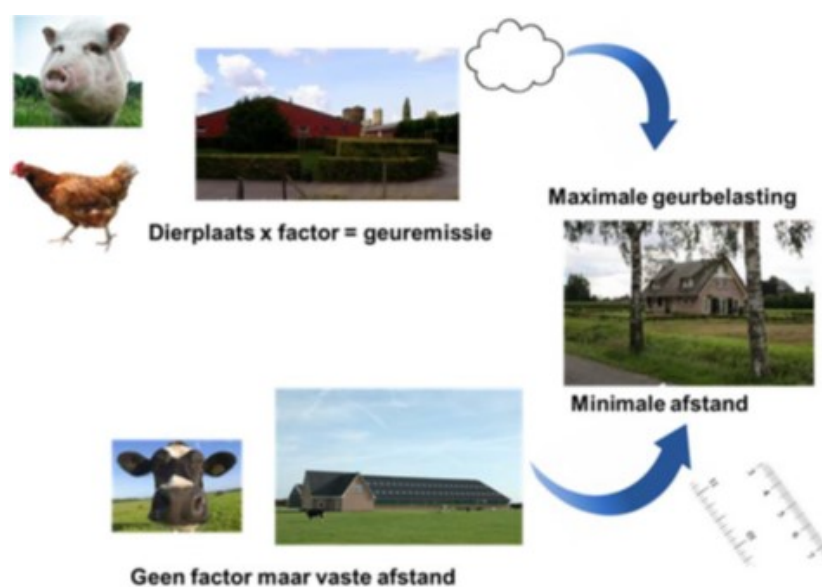 Maximale geurbelasting
Dierplaats x factor = geuremissie
Minimale afstand
Geen factor maar vaste afstand